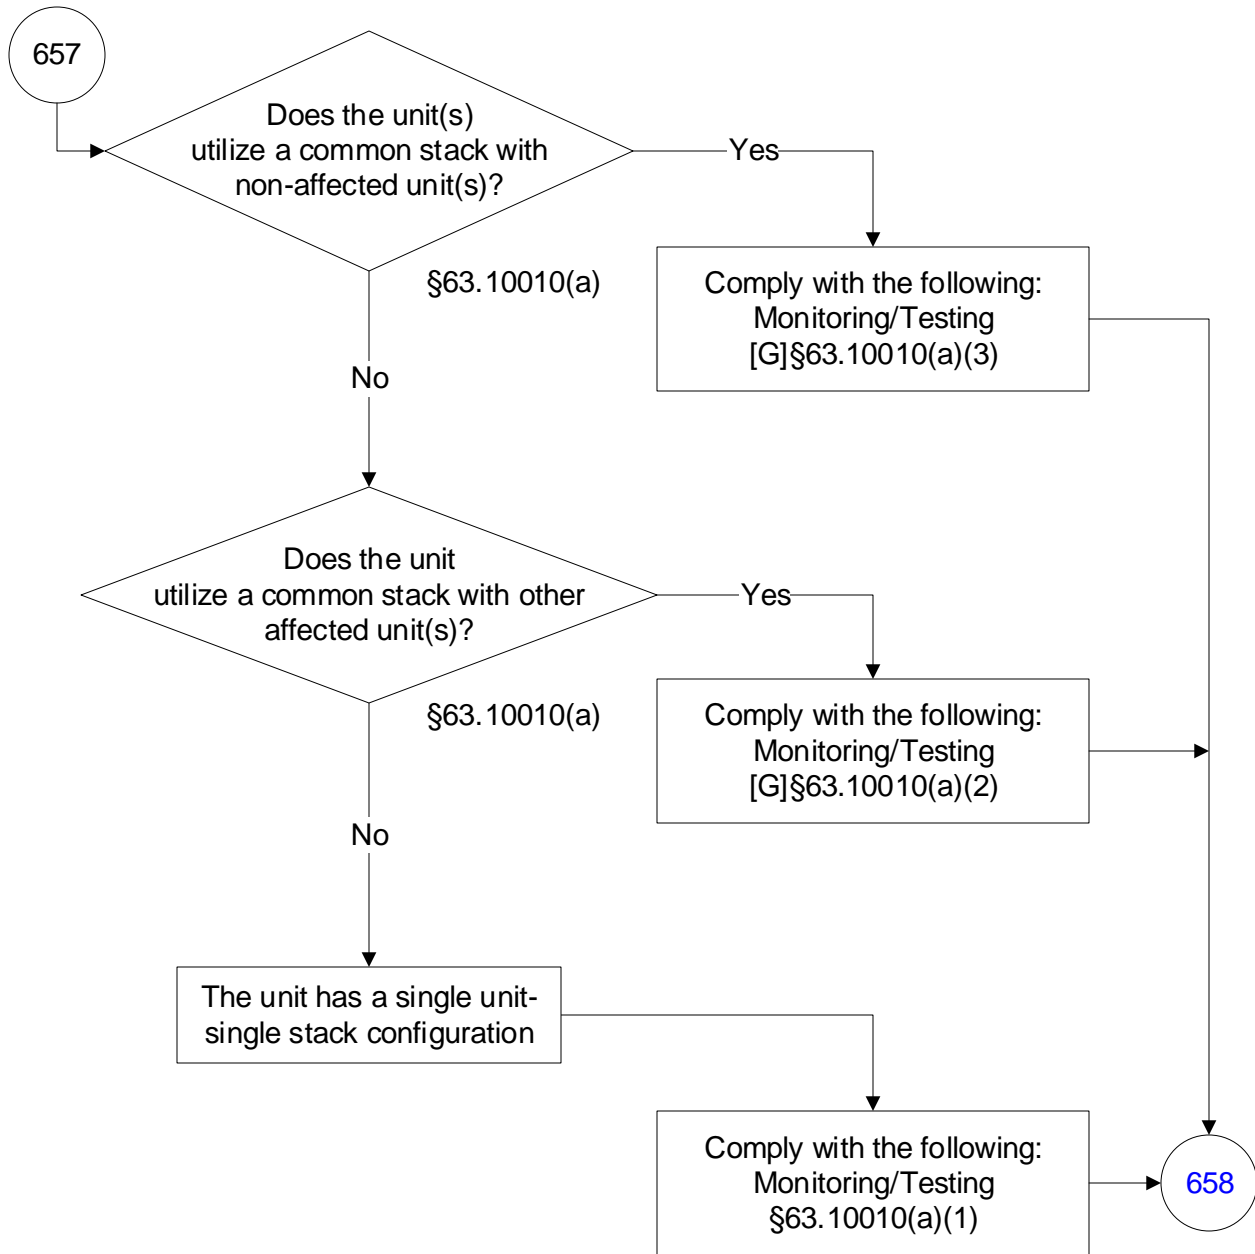 657
Does the unit(s)
utilize a common stack with
non-affected unit(s)?
Yes
§63.10010(a)
Comply with the following:
Monitoring/Testing
[G]§63.10010(a)(3)
No
Does the unit
utilize a common stack with other
affected unit(s)?
Yes
§63.10010(a)
Comply with the following:
Monitoring/Testing
[G]§63.10010(a)(2)
No
The unit has a single unit-
single stack configuration
Comply with the following:
Monitoring/Testing
§63.10010(a)(1)
658